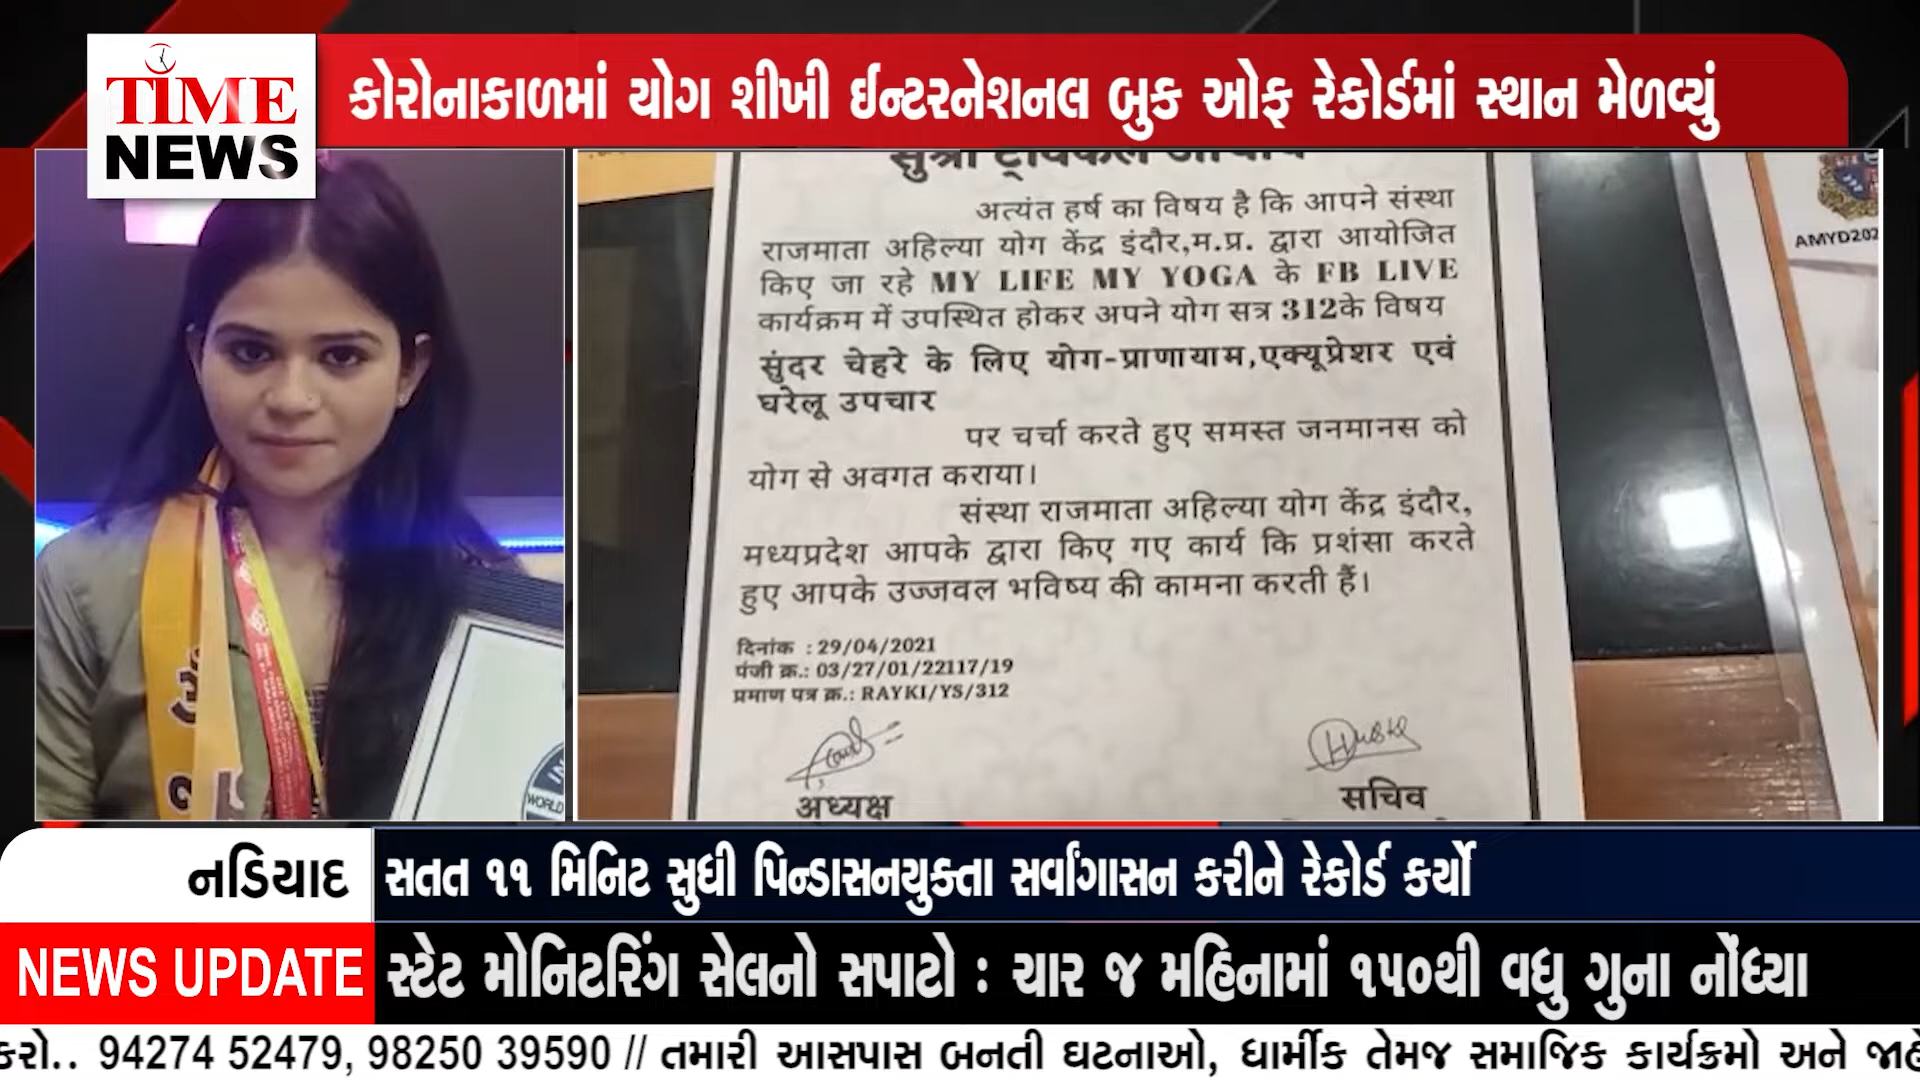 TIME
NEWS
કોરોનાકાળમાં યોગ શીખી ઈન્ટરનેશનલ બુક ઓફ રેકોર્ડમાં સ્થાન મેળવ્યું
सुश्री ट्विंकल आचार्य
अत्यंत हर्ष का विषय है कि आपने संस्था
राजमाता अहिल्या योग केंद्र इंदौर,म.प्र. द्वारा आयोजित
किए जा रहे MY LIFE MY YOGA के FB LIVE
कार्यक्रम में उपस्थित होकर अपने योग सत्र 312के विषय
सुंदर चेहरे के लिए योग-प्राणायाम,एक्यूप्रेशर एवं
घरेलू उपचार
पर चर्चा करते हुए समस्त जनमानस को
योग से अवगत कराया।
संस्था राजमाता अहिल्या योग केंद्र इंदौर,
मध्यप्रदेश आपके द्वारा किए गए कार्य कि प्रशंसा करते
हुए आपके उज्जवल भविष्य की कामना करती हैं।
दिनांक : 29/04/2021
पंजी क्र.: 03/27/01/22117/19
प्रमाण पत्र क्र.: RAYKI/YS/312
अध्यक्ष
सचिव
AMYD202
WORLD
નડિયાદ
સતત ૧૧ મિનિટ સુધી પિન્ડાસનયુક્તા સર્વાંગાસન કરીને રેકોર્ડ કર્યો
NEWS UPDATE
સ્ટેટ મોનિટરિંગ સેલનો સપાટો : ચાર જ મહિનામાં ૧૫૦થી વધુ ગુના નોંધ્યા
કરો.. 94274 52479, 98250 39590 // તમારી આસપાસ બનતી ઘટનાઓ, ધાર્મીક તેમજ સમાજિક કાર્યક્રમો અને જાહે